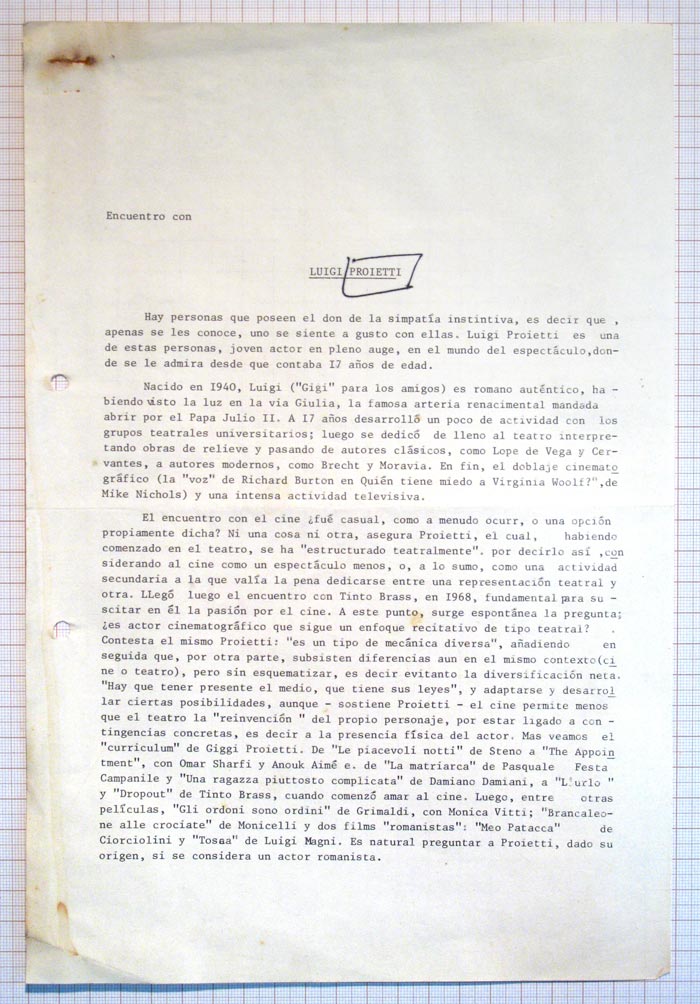 Encuentro con
LUIGI PROIETTI
Hay personas que poseen el don de la simpatía instintiva, es decir que ,
apenas se les conoce, uno se siente a gusto con ellas. Luigi Proietti es una
de estas personas, joven actor en pleno auge, en el mundo del espectáculo,don-
de se le admira desde que contaba I7 años de edad.
Nacido en I940, Luigi ("Gigi" para los amigos) es romano auténtico, ha -
biendo visto la luz en la via Giulia, la famosa arteria renacimental mandada
abrir por el Papa Julio II. A I7 años desarrolló un poco de actividad con los
grupos teatrales universitarios; luego se dedicó de lleno al teatro interpre-
tando obras de relieve y pasando de autores clásicos, como Lope de Vega y Cer-
vantes, a autores modernos, como Brecht y Moravia. En fin, el doblaje cinemato
gráfico (la "voz" de Richard Burton en Quién tiene miedo a Virginia Woolf?",de
Mike Nichols) y una intensa actividad televisiva.
El encuentro con el cine ¿fué casual, como a menudo ocurr, o una opción
propiamente dicha? Ni una cosa ni otra, asegura Proietti, el cual, habiendo
comenzado en el teatro, se ha "estructurado teatralmente". por decirlo así ,con
siderando al cine como un espectáculo menos, o, a lo sumo, como una actividad
secundaria a la que valía la pena dedicarse entre una representación teatral y
otra. LLegó luego el encuentro con Tinto Brass, en I968, fundamental para su -
scitar en él la pasión por el cine. A este punto, surge espontánea la pregunta;
¿es actor cinematográfico que sigue un enfoque recitativo de tipo teatral? .
Contesta el mismo Proietti: "es un tipo de mecánica diversa", añadiendo en
seguida que, por otra parte, subsisten diferencias aun en el mismo contexto(ci
ne o teatro), pero sin esquematizar, es decir evitanto la diversificación neta.
"Hay que tener presente el medio, que tiene sus leyes", y adaptarse y desarrol
lar ciertas posibilidades, aunque - sostiene Proietti - el cine permite menos
que el teatro la "reinvención " del propio personaje, por estar ligado a con -
tingencias concretas, es decir a la presencia física del actor. Mas veamos el
"curriculum" de Giggi Proietti. De "Le piacevoli notti" de Steno a "The Appoin
tment", con Omar Sharfi y Anouk Aimé e. de "La matriarca" de Pasquale Festa
Campanile y "Una ragazza piuttosto complicata" de Damiano Damiani, a "L'urlo "
y "Dropout" de Tinto Brass, cuando comenzó amar al cine. Luego, entre otras
películas, "Gli ordoni sono ordini" de Grimaldi, con Monica Vitti; "Brancaleo-
ne alle crociate" de Monicelli y dos films "romanistas": "Meo Patacca" de
Ciorciolini y "Tosca" de Luigi Magni. Es natural preguntar a Proietti, dado su
origen, si se considera un actor romanista.